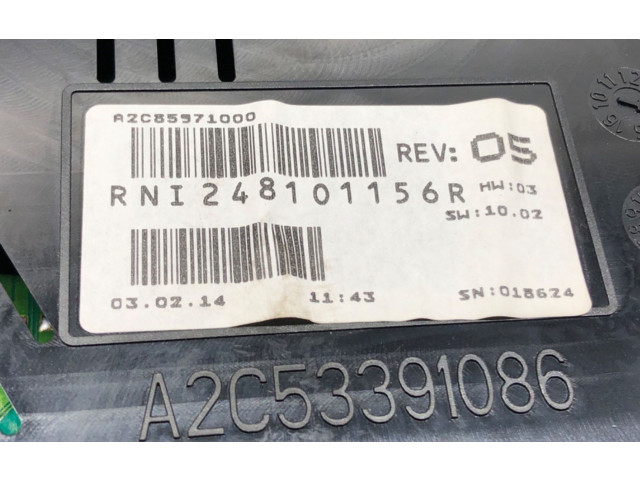 A2C85971000
REV: 05
RNI248101156R
HW:03
SW:10.02
03.02.14 11:43 SN:018624
A2C53391086